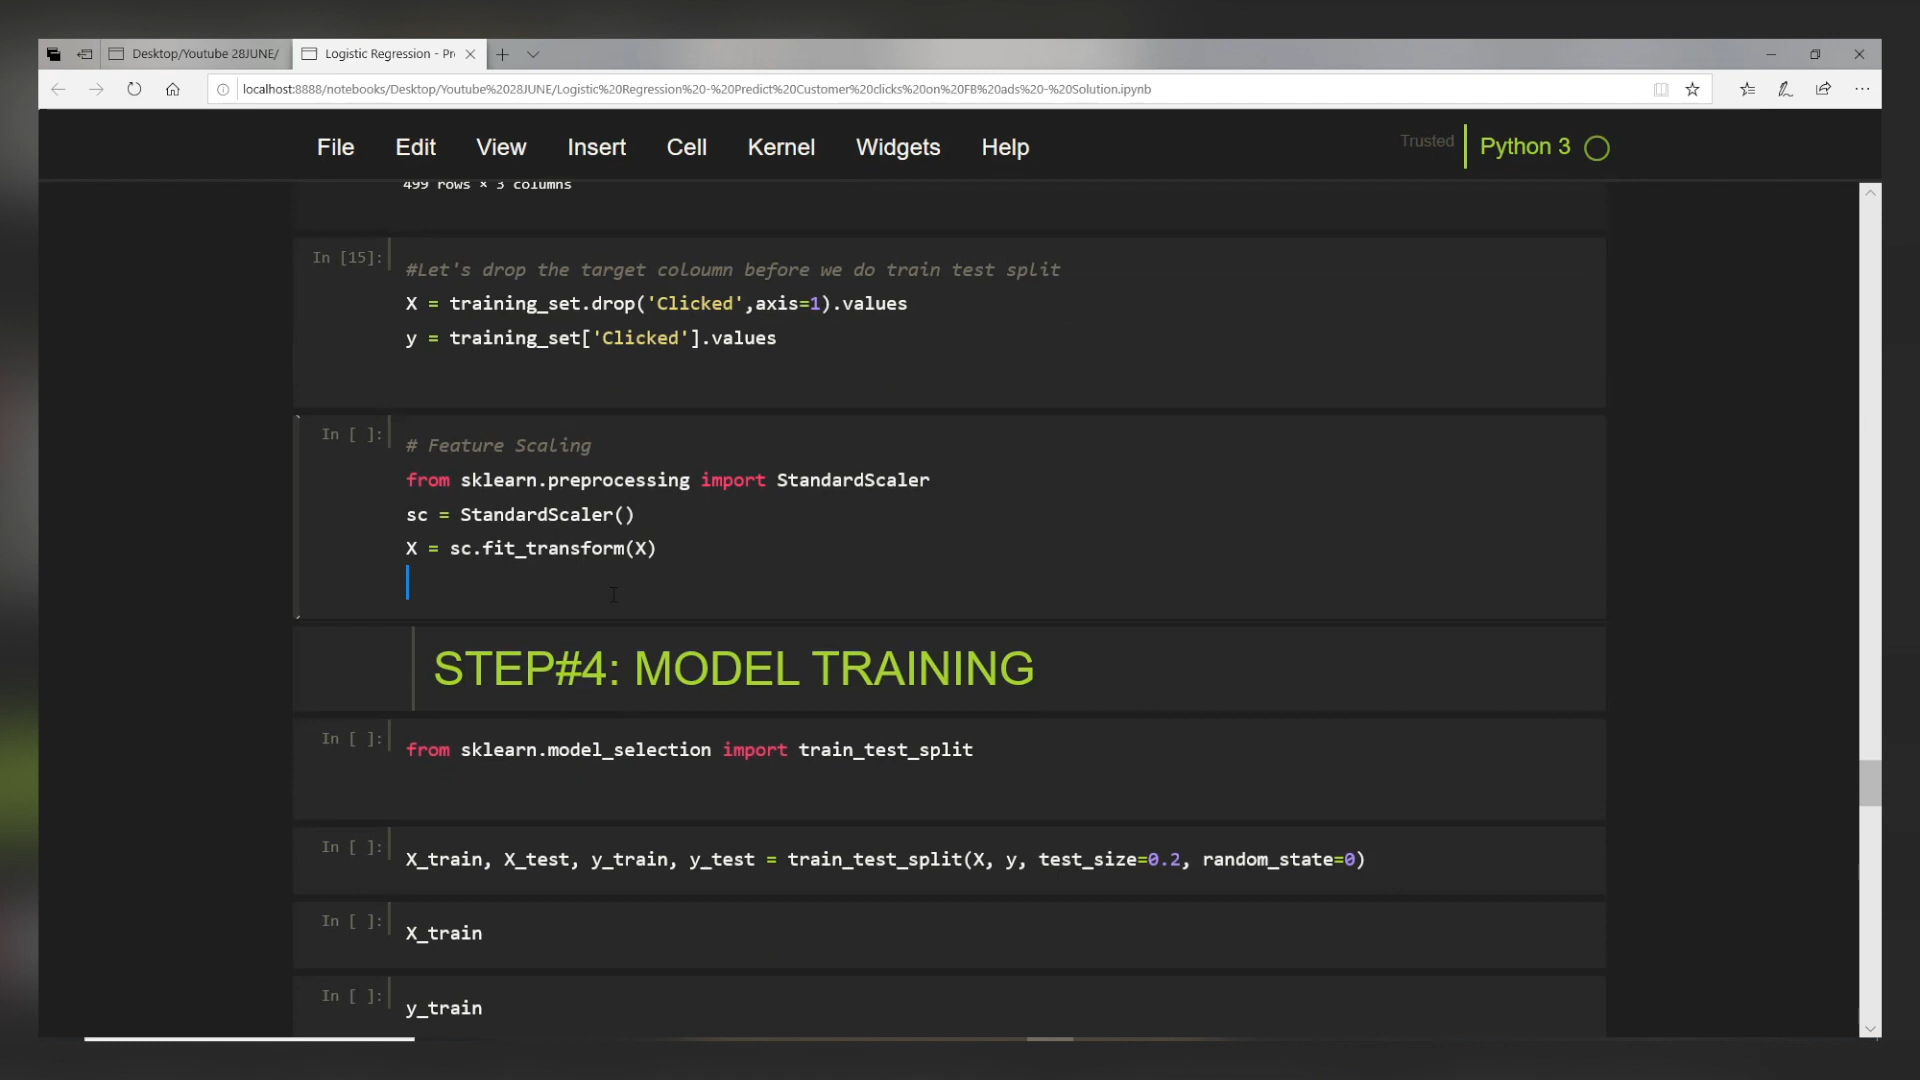 Desktop/Youtube 28JUNE/
Logistic Regression - Pr
localhost:8888/notebooks/Desktop/Youtube%2028JUNE/Logistic%20Regression%20-%20Predict%20Customer%20clicks%20on%20FB%20ads%20-%20Solution.ipynb
File Edit View Insert Cell Kernel Widgets Help
Trusted
Python 3
499 rows × 3 columns
In [15]:
#Let's drop the target coloumn before we do train test split
X = training_set.drop('Clicked',axis=1).values
y = training_set['Clicked'].values
In [ ]:
# Feature Scaling
from sklearn.preprocessing import StandardScaler
sc = StandardScaler()
X = sc.fit_transform(X)
STEP#4: MODEL TRAINING
In [ ]:
from sklearn.model_selection import train_test_split
In [ ]:
X_train, X_test, y_train, y_test = train_test_split(X, y, test_size=0.2, random_state=0)
In [ ]:
X_train
In [ ]:
y_train